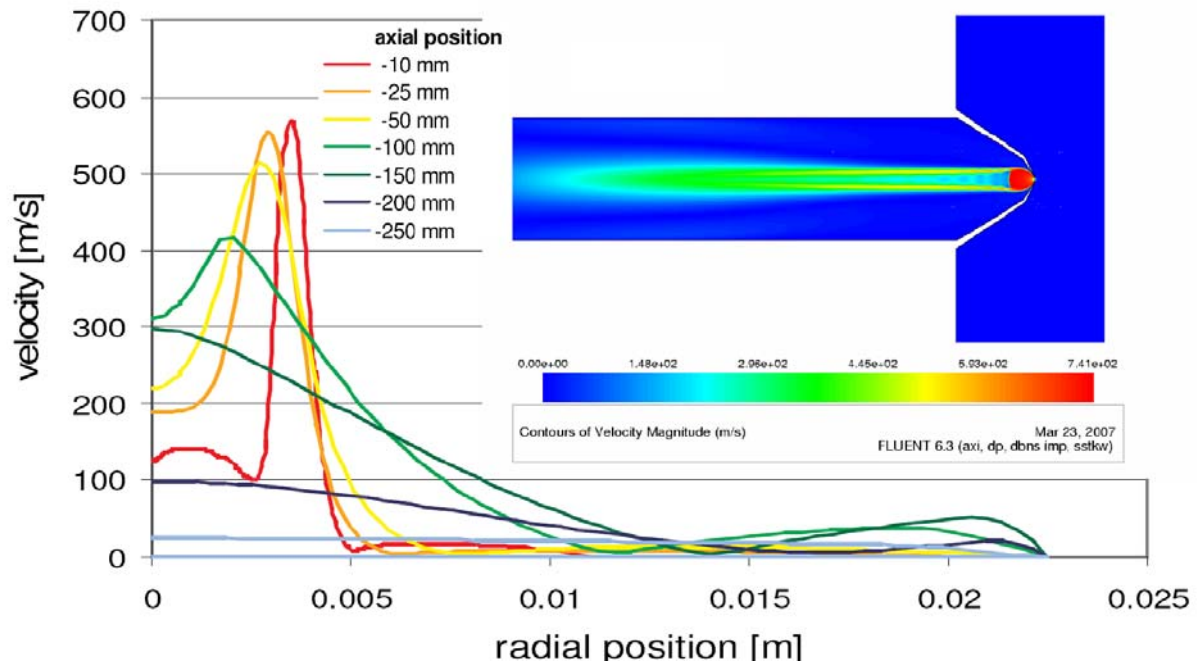 700
600
500
400
300
200
100
0
velocity [m/s]
axial position
-10 mm
-25 mm
-50 mm
-100 mm
-150 mm
-200 mm
-250 mm
0.00e+00 1.48e+02 2.96e+02 4.45e+02 5.93e+02 7.41e+02
Contours of Velocity Magnitude (m/s) Mar 23, 2007
FLUENT 6.3 (axi, dp, dbns imp, sstkw)
0 0.005 0.01 0.015 0.02 0.025
radial position [m]